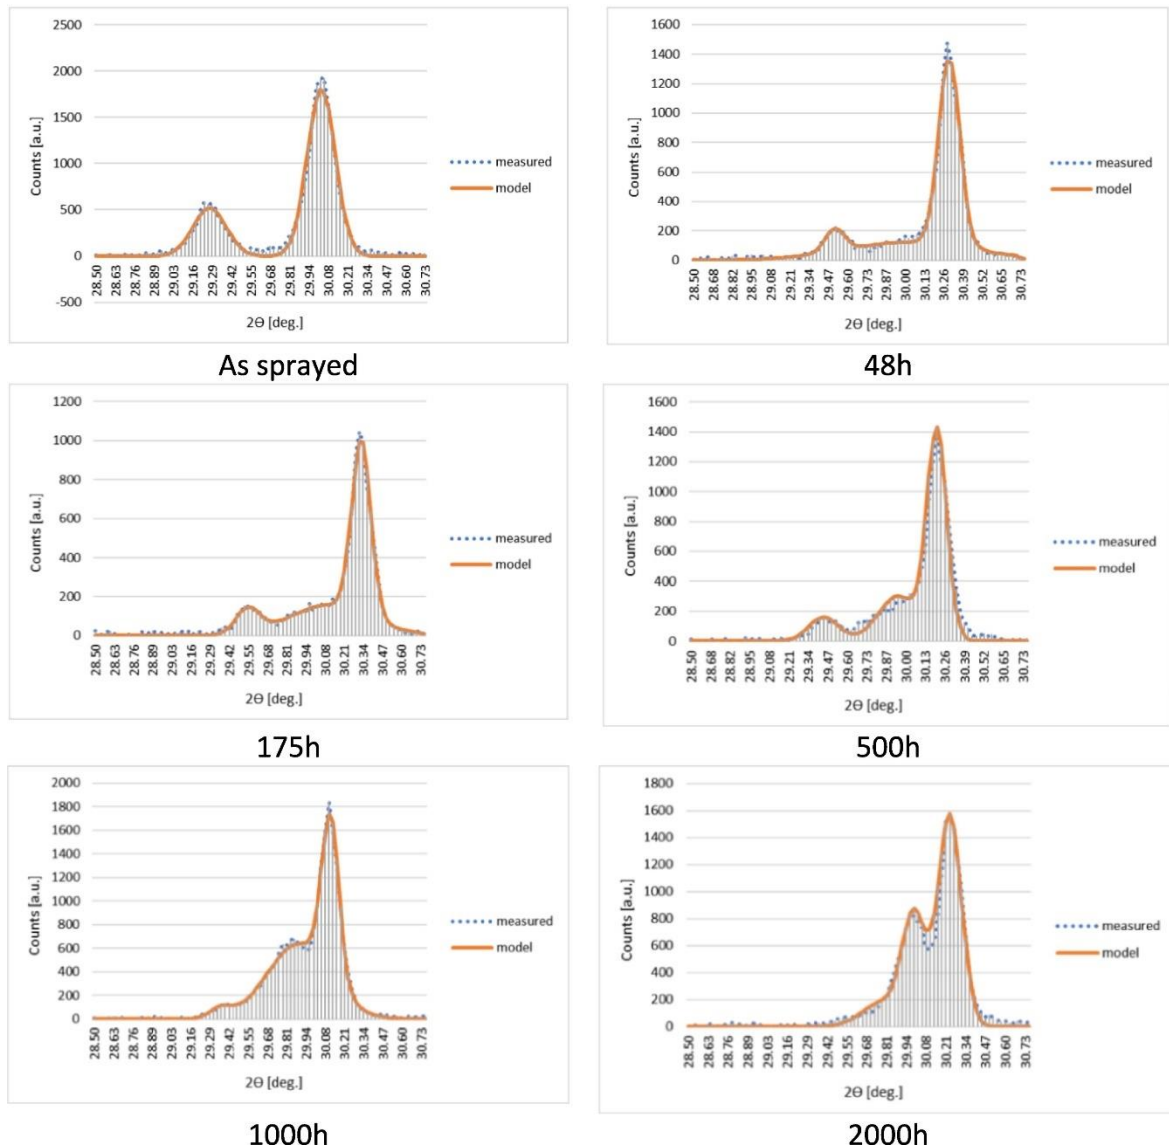 2500
2000
1500
1000
500
0
-500
Counts [a.u.]
28.50 28.63 28.76 28.89 29.03 29.16 29.29 29.42 29.55 29.68 29.81 29.94 30.08 30.21 30.34 30.47 30.60 30.73
2Θ [deg.]
measured
model
As sprayed
1600
1400
1200
1000
800
600
400
200
0
Counts [a.u.]
28.50 28.68 28.82 28.95 29.08 29.21 29.34 29.47 29.60 29.73 29.87 30.00 30.13 30.26 30.39 30.52 30.65 30.73
2Θ [deg.]
measured
model
48h
1200
1000
800
600
400
200
0
Counts [a.u.]
28.50 28.63 28.76 28.89 29.03 29.16 29.29 29.42 29.55 29.68 29.81 29.94 30.08 30.21 30.34 30.47 30.60 30.73
2Θ [deg.]
measured
model
175h
1600
1400
1200
1000
800
600
400
200
0
Counts [a.u.]
28.50 28.68 28.82 28.95 29.08 29.21 29.34 29.47 29.60 29.73 29.87 30.00 30.13 30.26 30.39 30.52 30.65 30.73
2Θ [deg.]
measured
model
500h
2000
1800
1600
1400
1200
1000
800
600
400
200
0
Counts [a.u.]
28.50 28.63 28.76 28.89 29.03 29.16 29.29 29.42 29.55 29.68 29.81 29.94 30.08 30.21 30.34 30.47 30.60 30.73
2Θ [deg.]
measured
model
1000h
1800
1600
1400
1200
1000
800
600
400
200
0
Counts [a.u.]
28.50 28.63 28.76 28.89 29.03 29.16 29.29 29.42 29.55 29.68 29.81 29.94 30.08 30.21 30.34 30.47 30.60 30.73
2Θ [deg.]
measured
model
2000h